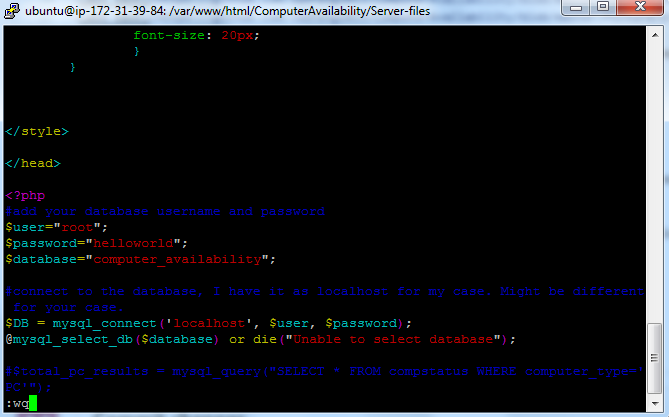 ubuntu@ip-172-31-39-84: /var/www/html/ComputerAvailability/Server-files
font-size: 20px;
}
}
</style>
</head>
<?php
#add your database username and password
$user="root";
$password="helloworld";
$database="computer_availability";
#connect to the database, I have it as localhost for my case. Might be different
for your case.
$DB = mysql_connect('localhost', $user, $password);
@mysql_select_db($database) or die("Unable to select database");
#$total_pc_results = mysql_query("SELECT * FROM compstatus WHERE computer_type='
PC'");
:wq